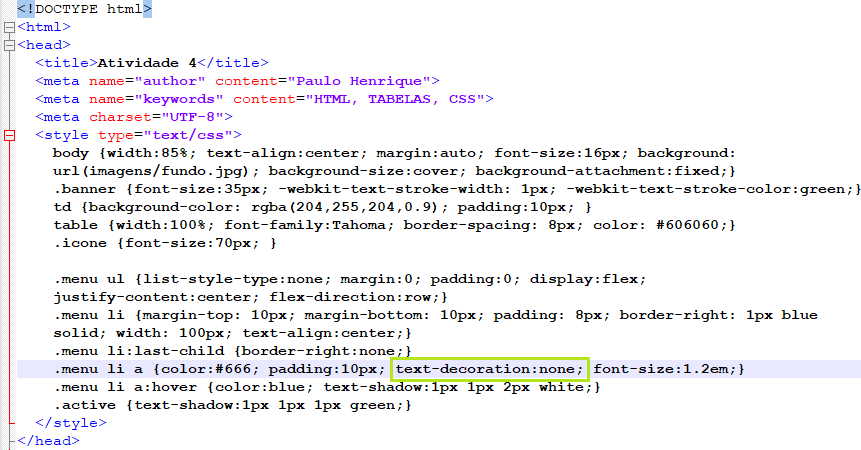 <!DOCTYPE html>
<html>
<head>
<title>Atividade 4</title>
<meta name="author" content="Paulo Henrique">
<meta name="keywords" content="HTML, TABELAS, CSS">
<meta charset="UTF-8">
<style type="text/css">
body {width:85%; text-align:center; margin:auto; font-size:16px; background:
url(imagens/fundo.jpg); background-size:cover; background-attachment:fixed;}
.banner {font-size:35px; -webkit-text-stroke-width: 1px; -webkit-text-stroke-color:green;}
td {background-color: rgba(204,255,204,0.9); padding:10px; }
table {width:100%; font-family:Tahoma; border-spacing: 8px; color: #606060;}
.icone {font-size:70px; }
.menu ul {list-style-type:none; margin:0; padding:0; display:flex;
justify-content:center; flex-direction:row;}
.menu li {margin-top: 10px; margin-bottom: 10px; padding: 8px; border-right: 1px blue
solid; width: 100px; text-align:center;}
.menu li:last-child {border-right:none;}
.menu li a {color:#666; padding:10px; text-decoration:none; font-size:1.2em;}
.menu li a:hover {color:blue; text-shadow:1px 1px 2px white;}
.active {text-shadow:1px 1px 1px green;}
</style>
</head>